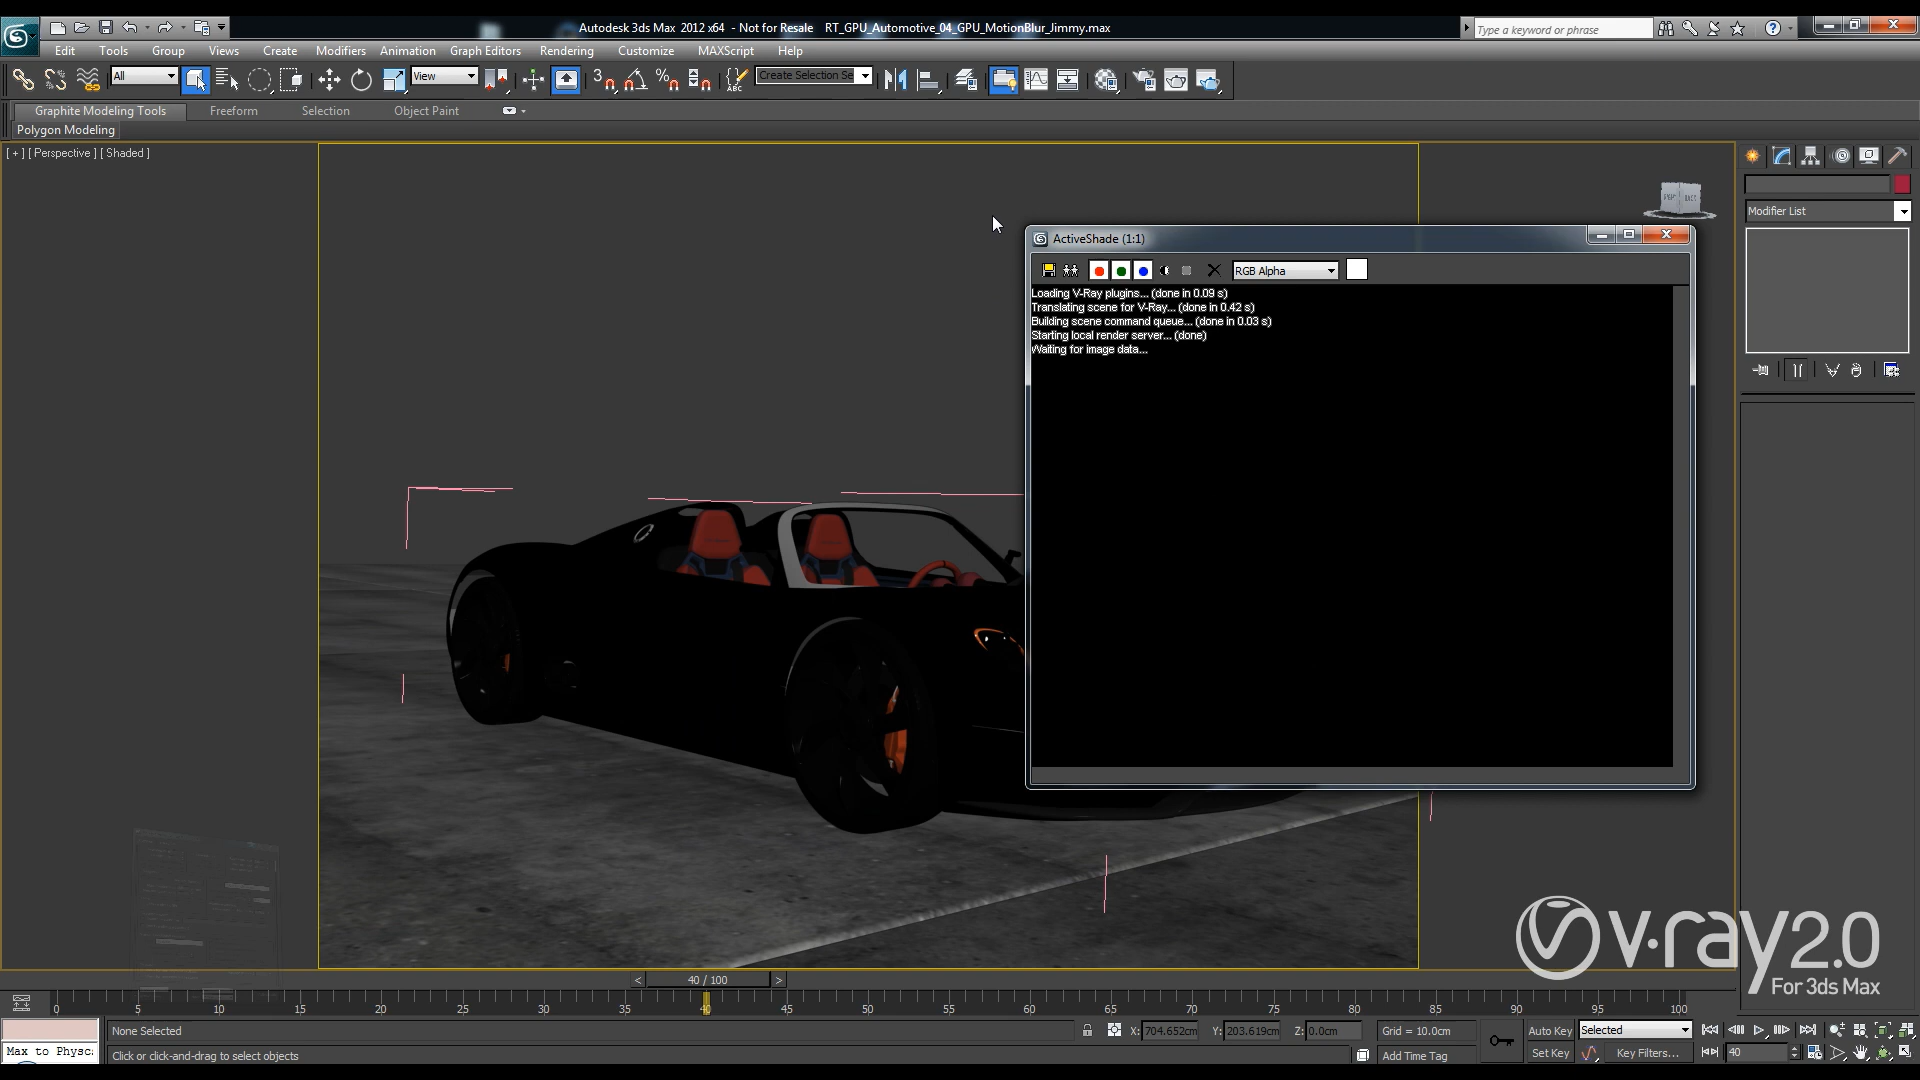 Autodesk 3ds Max 2012 x64 - Not for Resale RT_GPU_Automotive_04_GPU_MotionBlur_Jimmy.max
Type a keyword or phrase
Edit Tools Group Views Create Modifiers Animation Graph Editors Rendering Customize MAXScript Help
All View 3 % ABC Create Selection Se
Graphite Modeling Tools Freeform Selection Object Paint
Polygon Modeling
[ + ] [ Perspective ] [ Shaded ]
Modifier List
ActiveShade (1:1)
RGB Alpha
Loading V-Ray plugins... (done in 0.09 s)
Translating scene for V-Ray... (done in 0.42 s)
Building scene command queue... (done in 0.03 s)
Starting local render server... (done)
Waiting for image data...
v·ray2.0
For 3ds Max
< 40 / 100 >
0 5 10 15 20 25 30 35 40 45 50 55 60 65 70 75 80 85 90 95 100
None Selected X: 704.652cm Y: 203.619cm Z: 0.0cm Grid = 10.0cm Auto Key Selected
Max to Physc:
Click or click-and-drag to select objects Add Time Tag Set Key Key Filters... 40